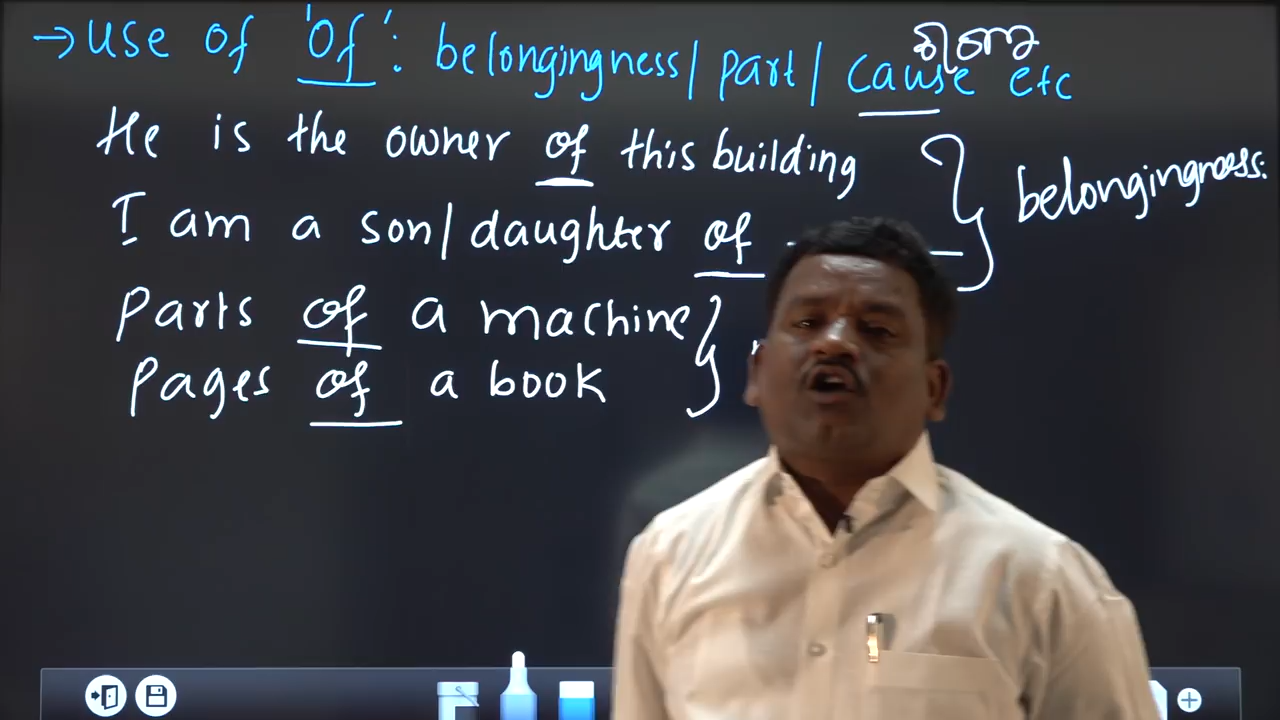 → Use of 'Of': belongingness / part / cause etc
He is the owner of this building
belongingness:
I am a son/daughter of
Parts of a machine
Pages of a book